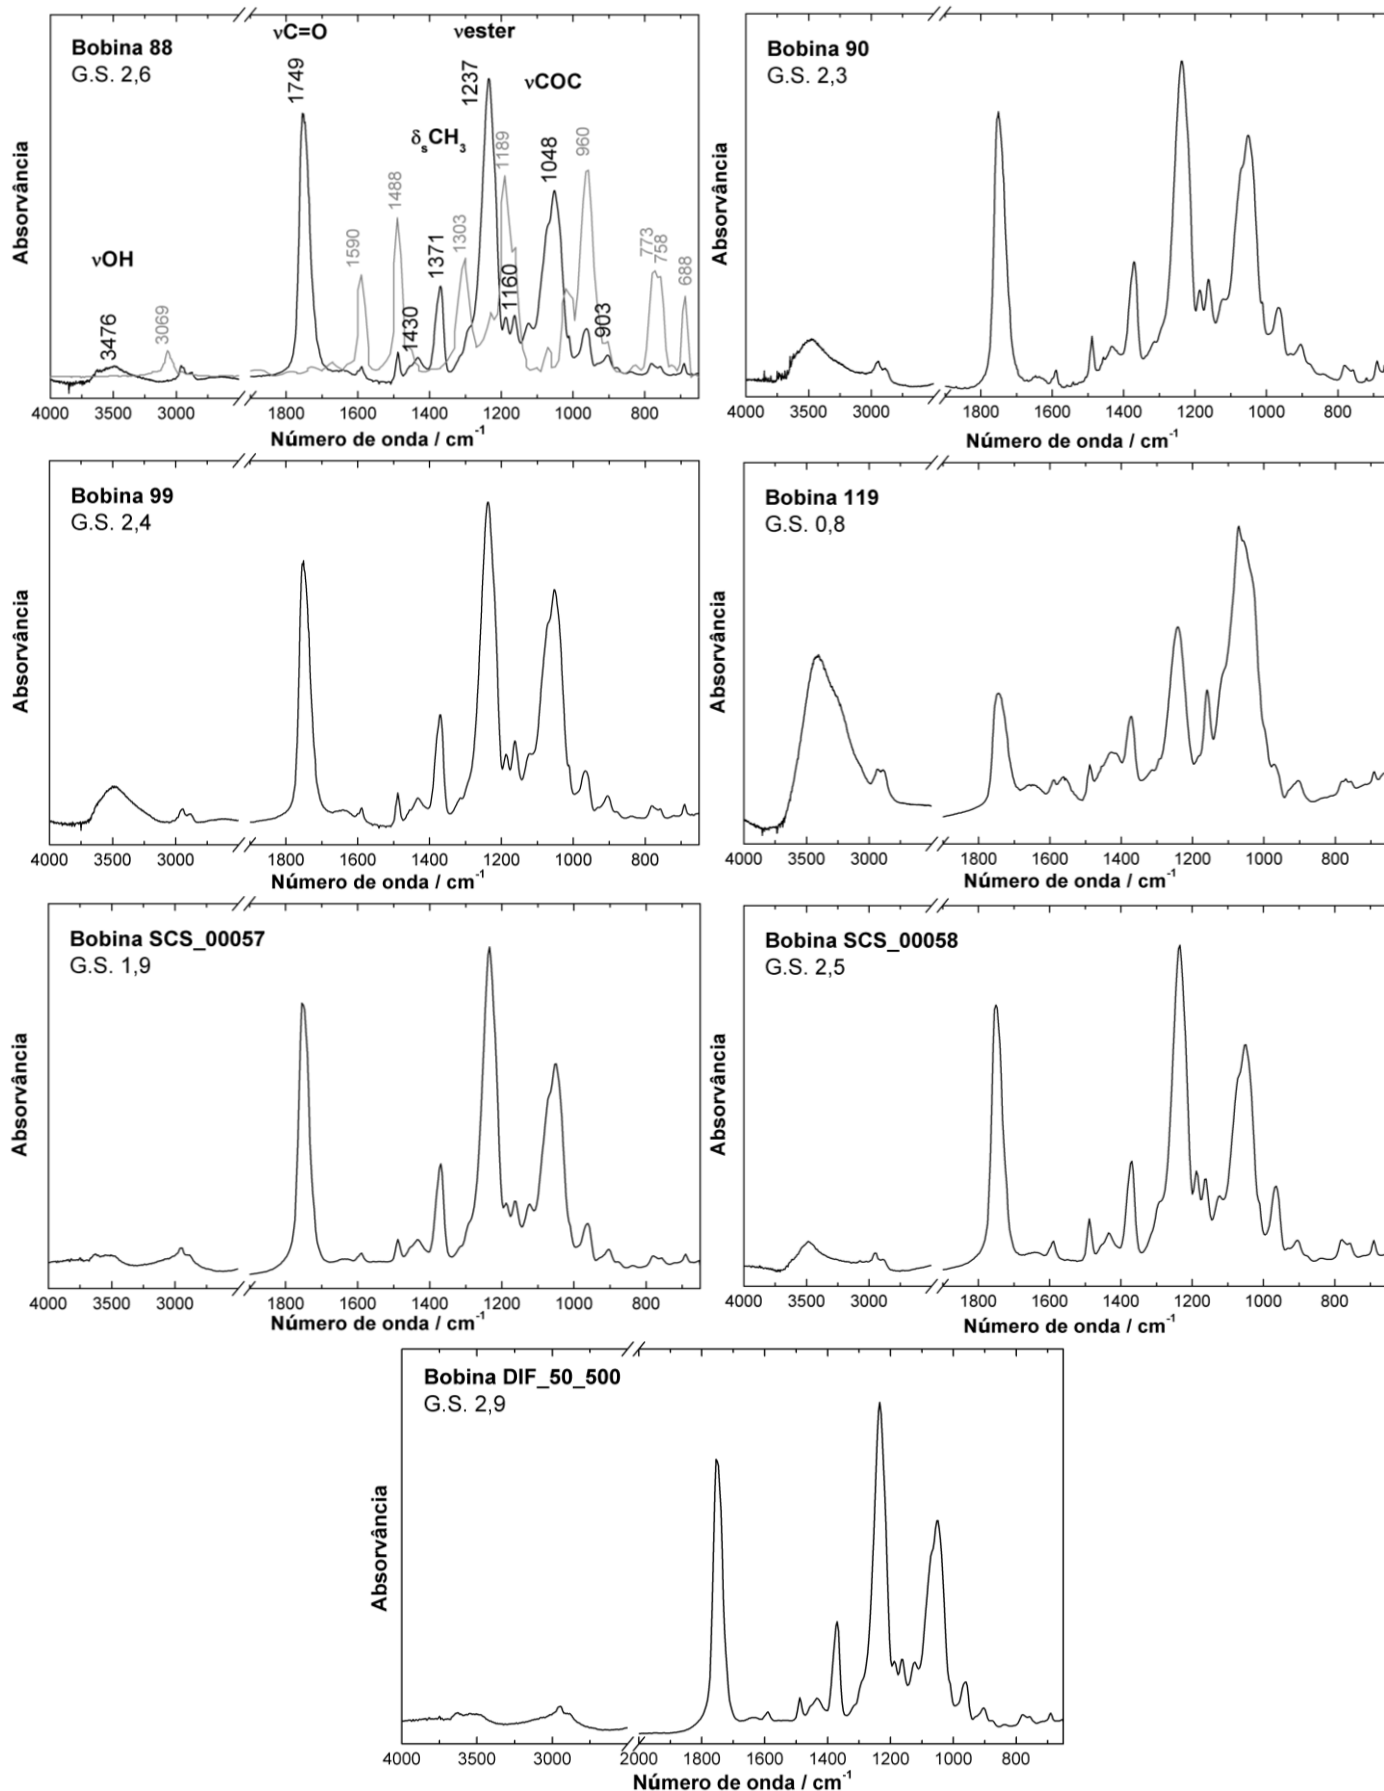 Bobina 88
G.S. 2,6
νC=O
νester
νCOC
δsCH3
νOH
3476
3069
1749
1590
1488
1430
1371
1303
1237
1189
1160
1048
960
903
773
758
688
Absorvância
4000 3500 3000 1800 1600 1400 1200 1000 800
Número de onda / cm-1
Bobina 90
G.S. 2,3
Absorvância
4000 3500 3000 1800 1600 1400 1200 1000 800
Número de onda / cm-1
Bobina 99
G.S. 2,4
Absorvância
4000 3500 3000 1800 1600 1400 1200 1000 800
Número de onda / cm-1
Bobina 119
G.S. 0,8
Absorvância
4000 3500 3000 1800 1600 1400 1200 1000 800
Número de onda / cm-1
Bobina SCS_00057
G.S. 1,9
Absorvância
4000 3500 3000 1800 1600 1400 1200 1000 800
Número de onda / cm-1
Bobina SCS_00058
G.S. 2,5
Absorvância
4000 3500 3000 1800 1600 1400 1200 1000 800
Número de onda / cm-1
Bobina DIF_50_500
G.S. 2,9
Absorvância
4000 3500 3000 2000 1800 1600 1400 1200 1000 800
Número de onda / cm-1